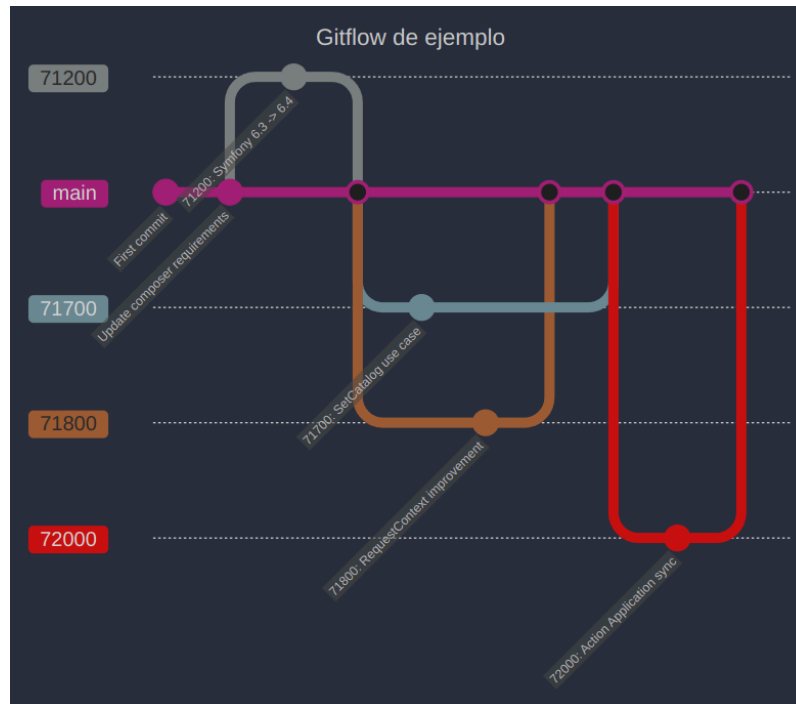 Gitflow de ejemplo
71200
71200: Symfony 6.3 -> 6.4
main
First commit
Update composer requirements
71700
71700: SetCatalog use case
71800
71800: RequestContext improvement
72000
72000: Action Application sync